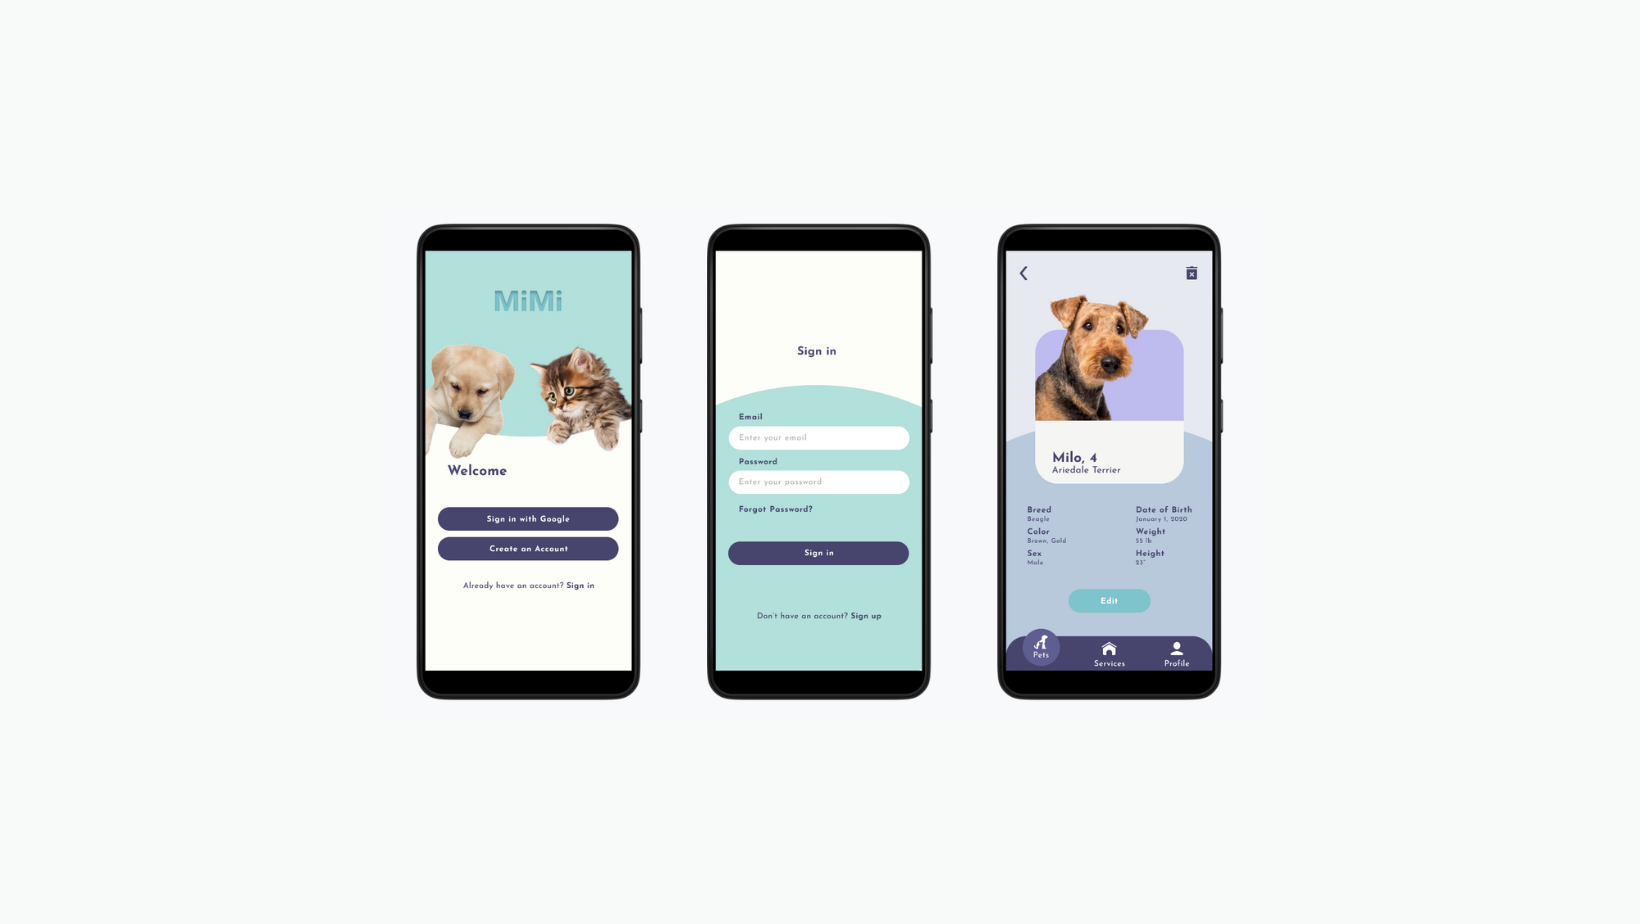 MiMi
Welcome
Sign in with Google
Create an Account
Already have an account? Sign in
Sign in
Email
Enter your email
Password
Enter your password
Forgot Password?
Sign in
Don't have an account? Sign up
Milo, 4
Ariedale Terrier
Breed
Beagle
Color
Brown, Gold
Sex
Male
Date of Birth
January 1, 2020
Weight
55 lb
Height
23"
Edit
Pets
Services
Profile